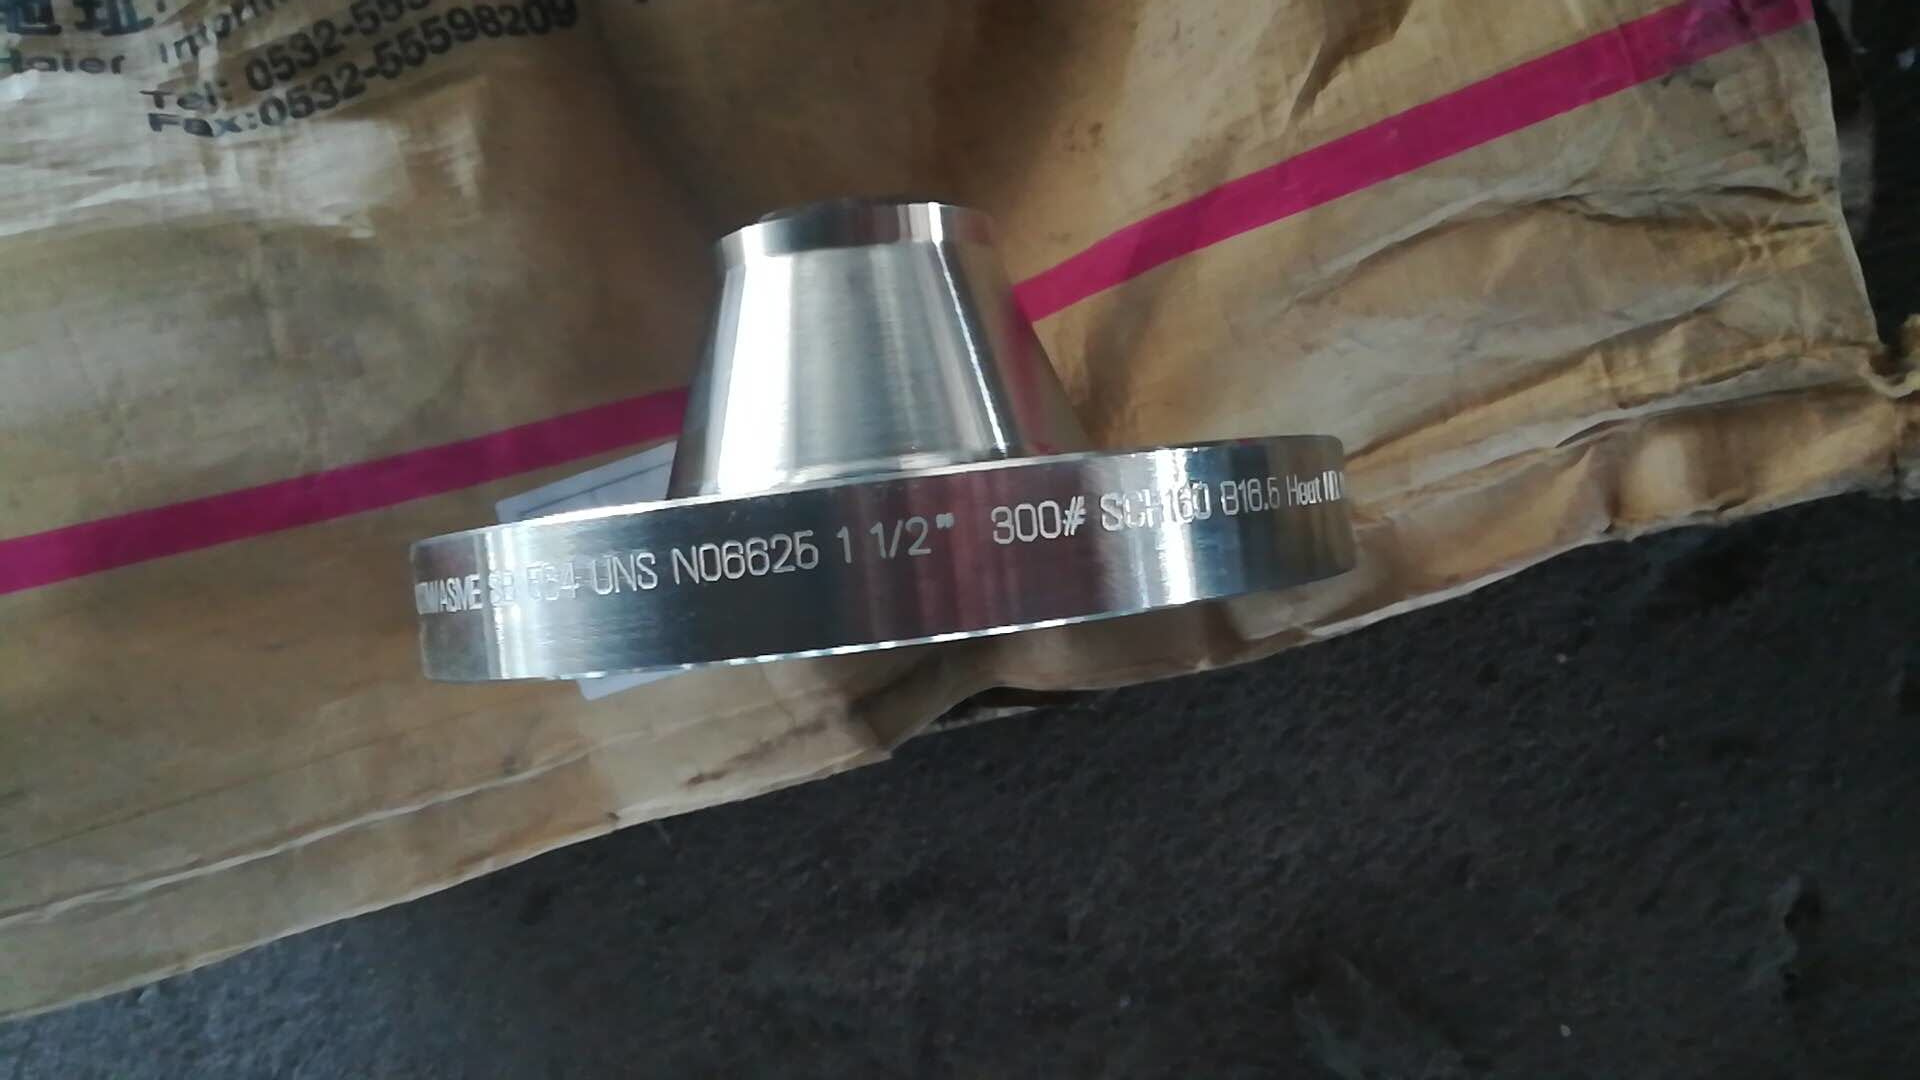 Haier
Tel: 0532-555
Fax:0532-55598209
ASME SB 564 UNS N06625 1 1/2" 300# SCH160 B16.5 Heat